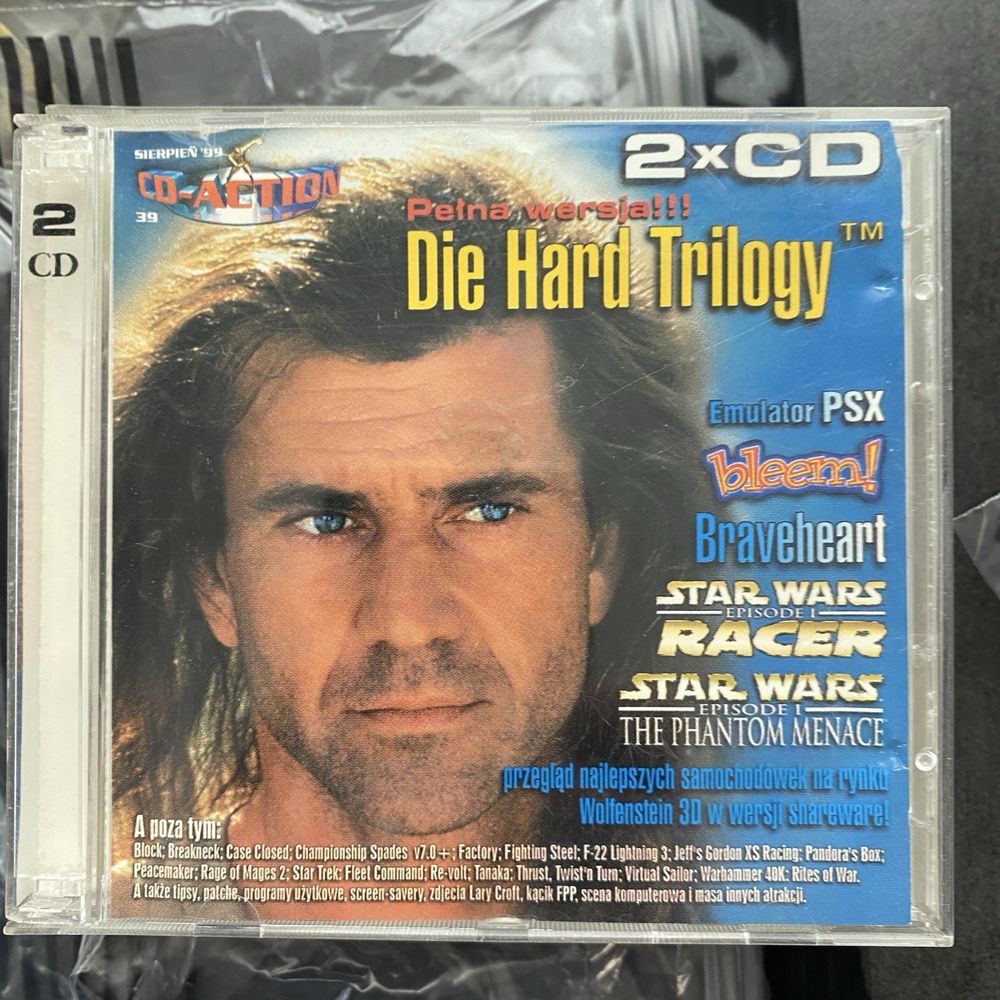 SIERPIEŃ '99
CD-ACTION
39
2
CD
2xCD
Pełna wersja!!!
Die Hard Trilogy™
Emulator PSX
bleem!
Braveheart
STAR WARS
EPISODE I
RACER
STAR WARS
EPISODE I
THE PHANTOM MENACE
przegląd najlepszych samochodówek na rynku
Wolfenstein 3D w wersji shareware!
A poza tym:
Block; Breakneck; Case Closed; Championship Spades v7.0+; Factory; Fighting Steel; F-22 Lightning 3; Jeff's Gordon XS Racing; Pandora's Box;
Peacemaker; Rage of Mages 2; Star Trek: Fleet Command; Re-volt; Tanaka; Thrust, Twist'n Turn; Virtual Sailor; Warhammer 40K: Rites of War.
A także tipsy, patche, programy użytkowe, screen-savery, zdjecia Lary Croft, kącik FPP, scena komputerowa i masa innych atrakcji.